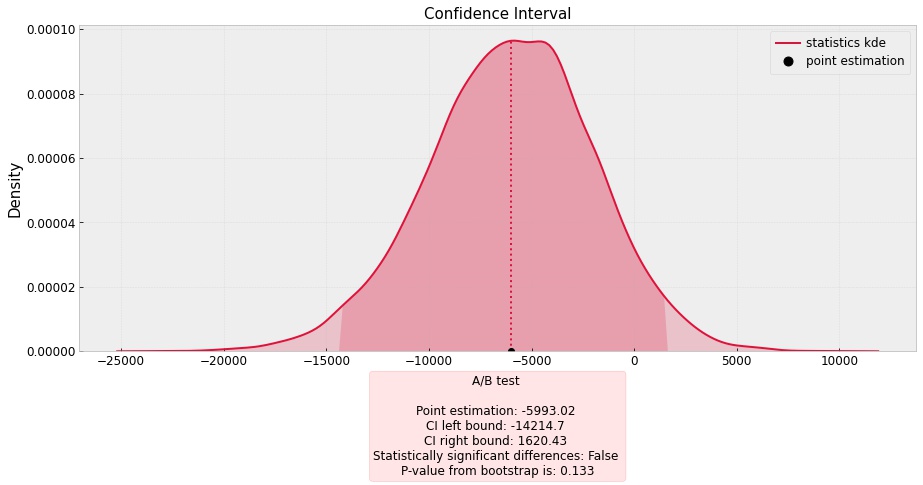 Confidence Interval
statistics kde
point estimation
Density
0.00010
0.00008
0.00006
0.00004
0.00002
0.00000
−25000
−20000
−15000
−10000
−5000
0
5000
10000
A/B test
Point estimation: -5993.02
CI left bound: -14214.7
CI right bound: 1620.43
Statistically significant differences: False
P-value from bootstrap is: 0.133